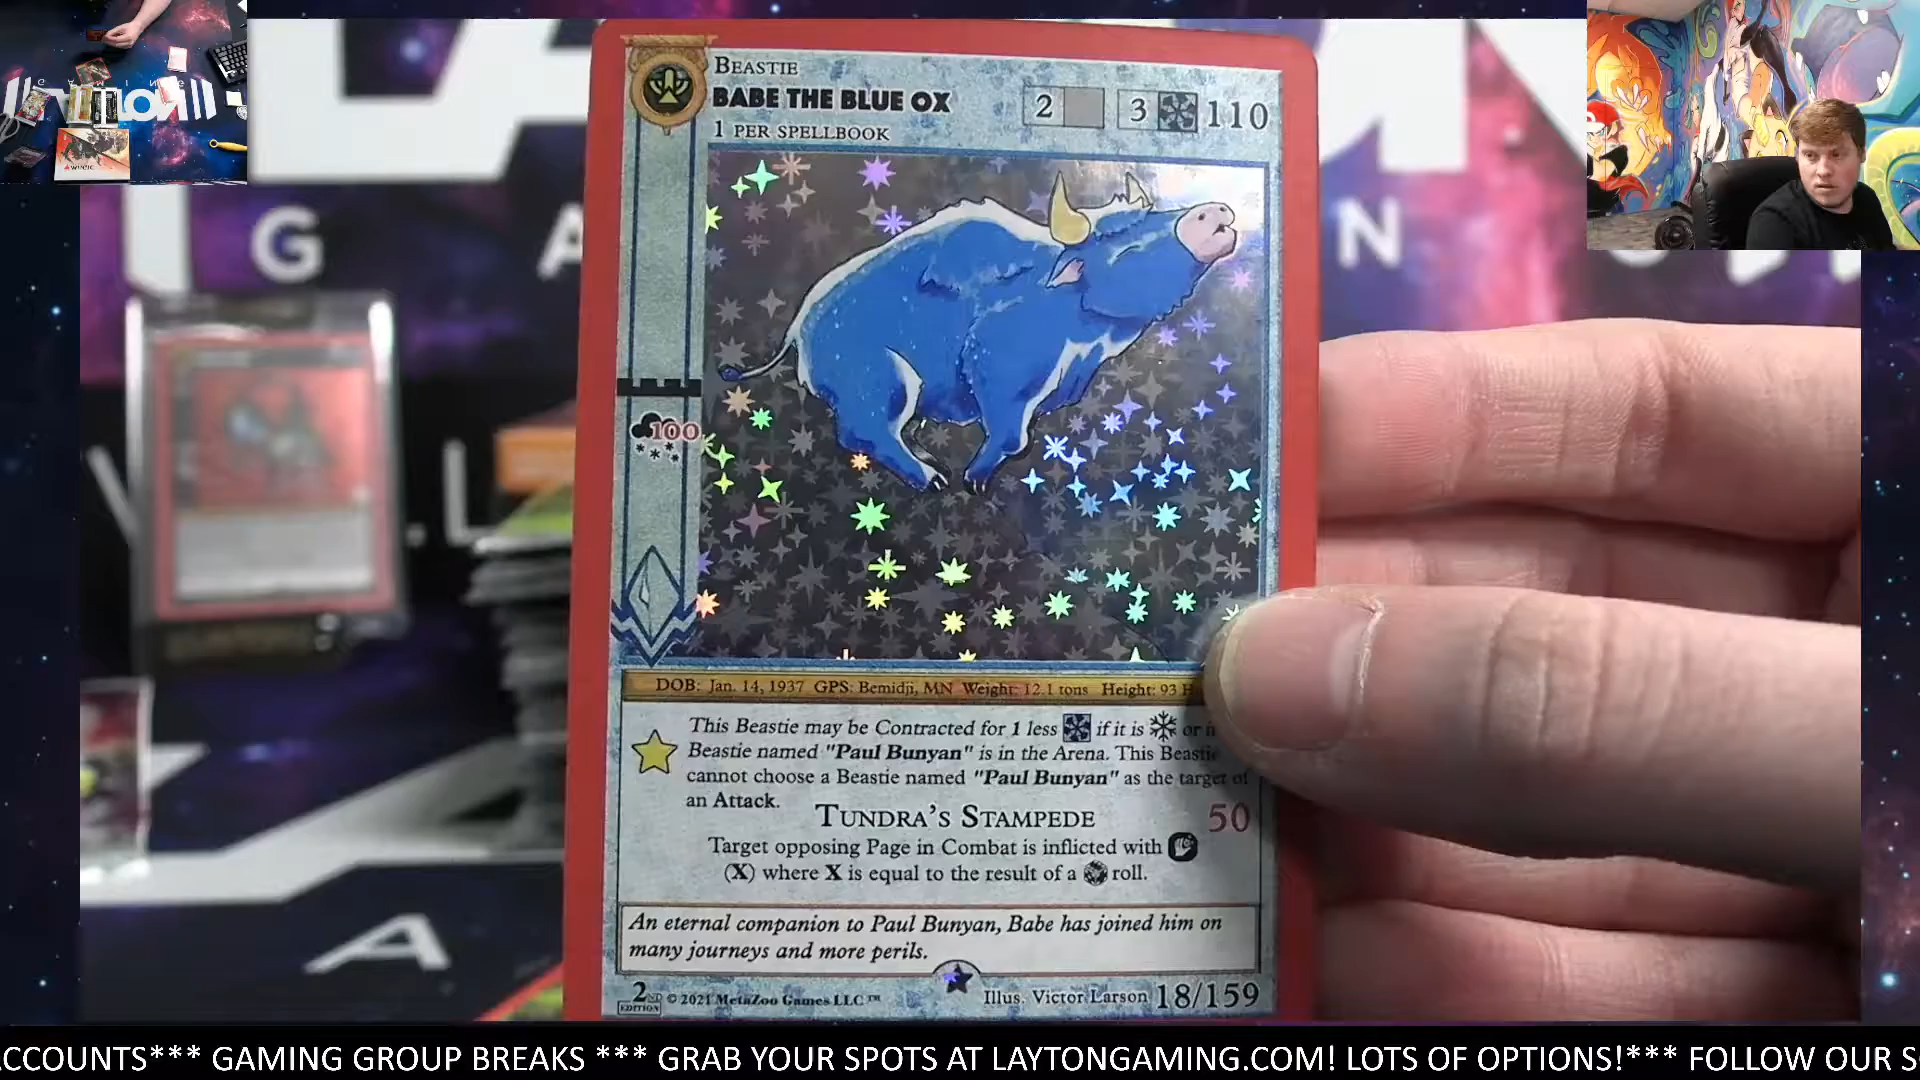 BEASTIE
BABE THE BLUE OX
1 PER SPELLBOOK
2 3 110
100
DOB: Jan. 14, 1937 GPS: Bemidji, MN Weight: 12.1 tons Height: 93 H
This Beastie may be Contracted for 1 less if it is or
Beastie named "Paul Bunyan" is in the Arena. This Beastie
cannot choose a Beastie named "Paul Bunyan" as the target of
an Attack.
TUNDRA'S STAMPEDE 50
Target opposing Page in Combat is inflicted with
(X) where X is equal to the result of a roll.
An eternal companion to Paul Bunyan, Babe has joined him on
many journeys and more perils.
2ND EDITION © 2021 MetaZoo Games LLC™ Illus. Victor Larson 18/159
G A N
A
CCOUNTS*** GAMING GROUP BREAKS *** GRAB YOUR SPOTS AT LAYTONGAMING.COM! LOTS OF OPTIONS!*** FOLLOW OUR S